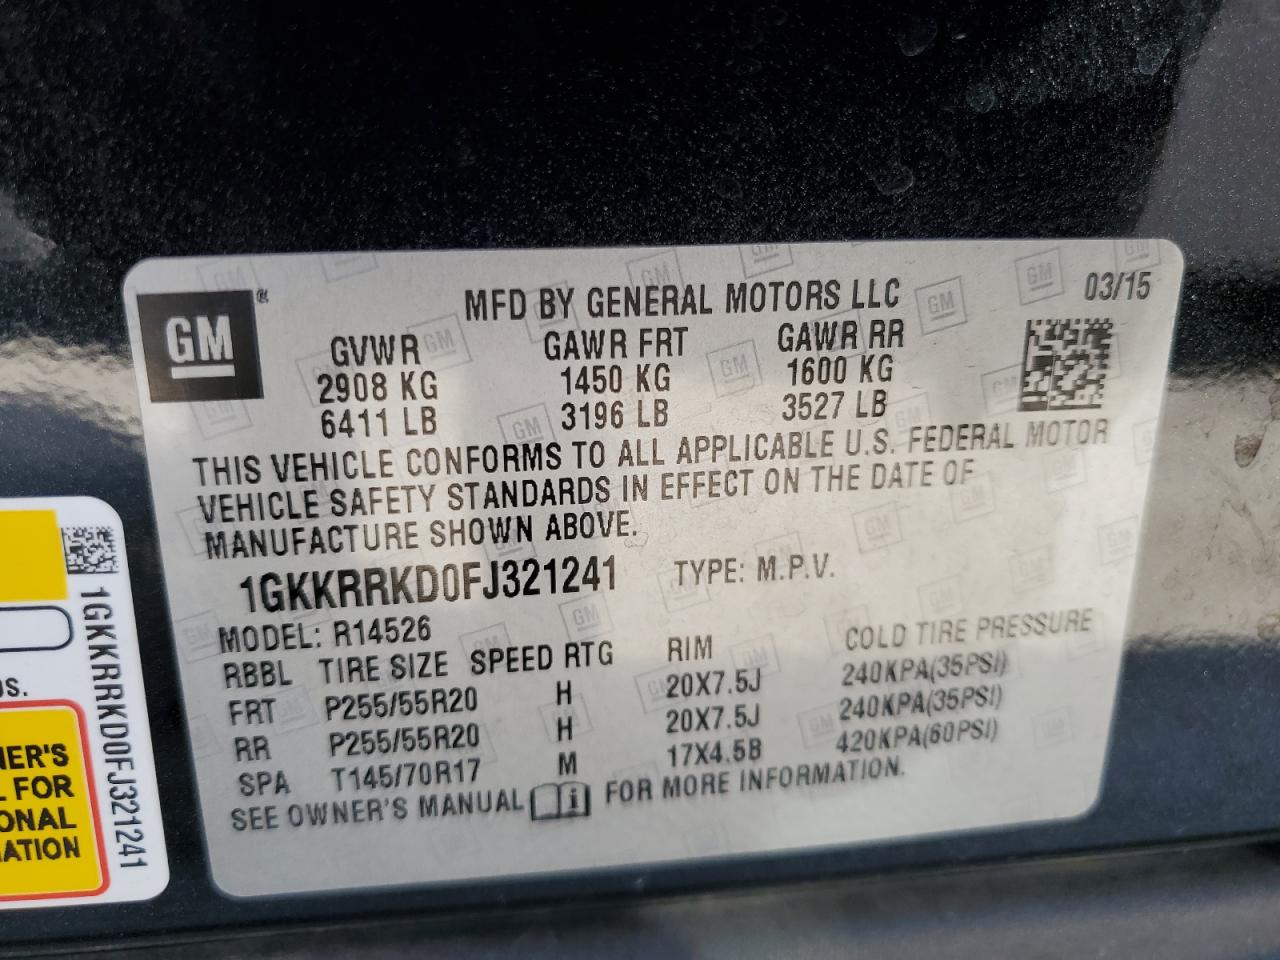 GM®
MFD BY GENERAL MOTORS LLC 03/15
GVWR GAWR FRT GAWR RR
2908 KG 1450 KG 1600 KG
6411 LB 3196 LB 3527 LB
THIS VEHICLE CONFORMS TO ALL APPLICABLE U.S. FEDERAL MOTOR
VEHICLE SAFETY STANDARDS IN EFFECT ON THE DATE OF
MANUFACTURE SHOWN ABOVE.
1GKKRRKD0FJ321241 TYPE: M.P.V.
MODEL: R14526
RBBL TIRE SIZE SPEED RTG RIM COLD TIRE PRESSURE
FRT P255/55R20 H 20X7.5J 240KPA(35PSI)
RR P255/55R20 H 20X7.5J 240KPA(35PSI)
SPA T145/70R17 M 17X4.5B 420KPA(60PSI)
SEE OWNER'S MANUAL i FOR MORE INFORMATION.
1GKKRRKD0FJ321241